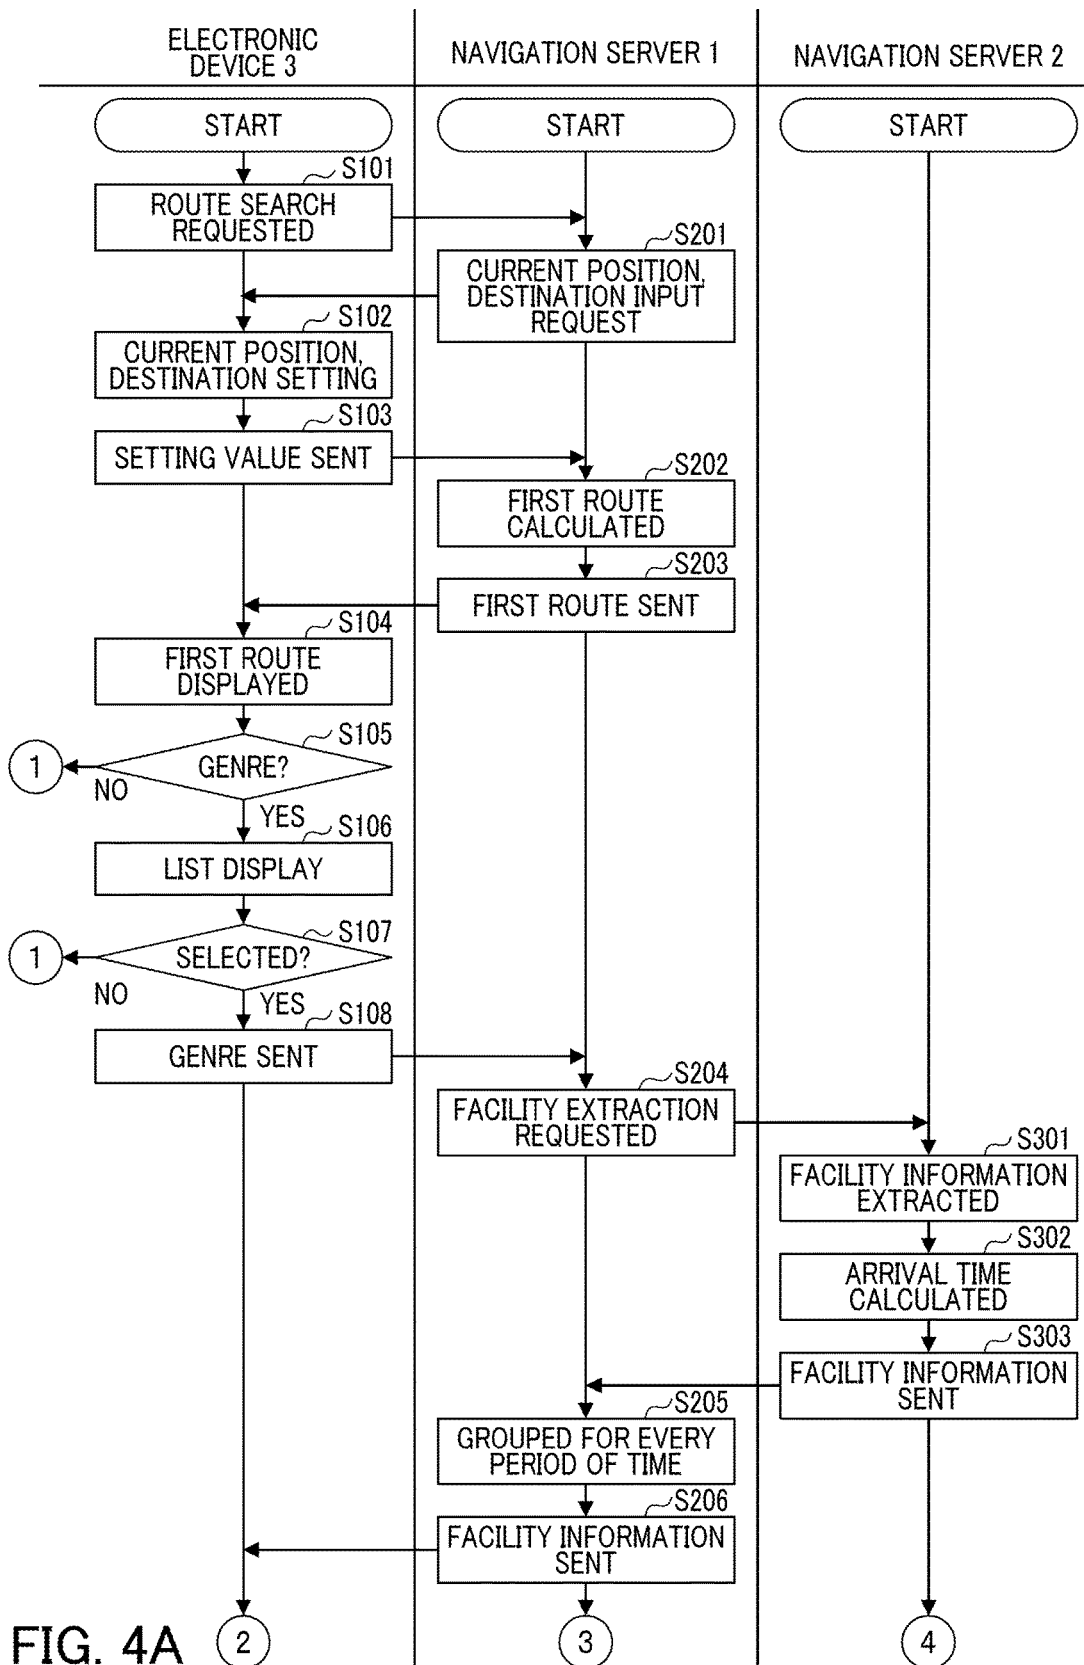 ELECTRONIC
DEVICE 3
NAVIGATION SERVER 1
NAVIGATION SERVER 2
START
START
START
S101
ROUTE SEARCH
REQUESTED
S201
CURRENT POSITION,
DESTINATION INPUT
REQUEST
S102
CURRENT POSITION,
DESTINATION SETTING
S103
SETTING VALUE SENT
S202
FIRST ROUTE
CALCULATED
S203
FIRST ROUTE SENT
S104
FIRST ROUTE
DISPLAYED
S105
GENRE?
1
NO
YES
S106
LIST DISPLAY
S107
SELECTED?
1
NO
YES
S108
GENRE SENT
S204
FACILITY EXTRACTION
REQUESTED
S301
FACILITY INFORMATION
EXTRACTED
S302
ARRIVAL TIME
CALCULATED
S303
FACILITY INFORMATION
SENT
S205
GROUPED FOR EVERY
PERIOD OF TIME
S206
FACILITY INFORMATION
SENT
2
3
4
FIG. 4A